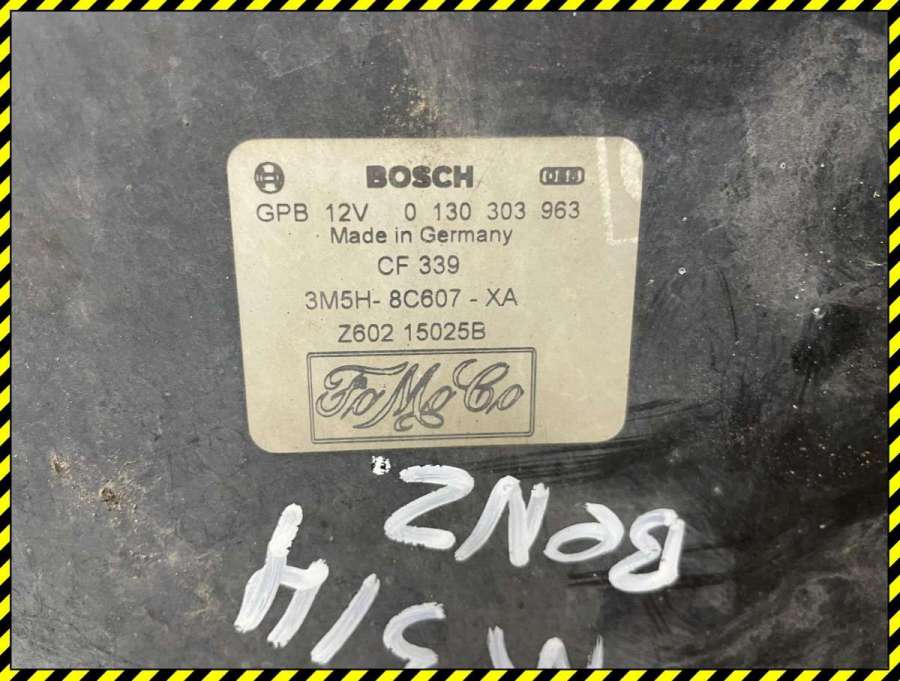 BOSCH
GPB 12V 0 130 303 963
Made in Germany
CF 339
3M5H- 8C607 - XA
Z602 15025B
FoMoCo
BeNZ